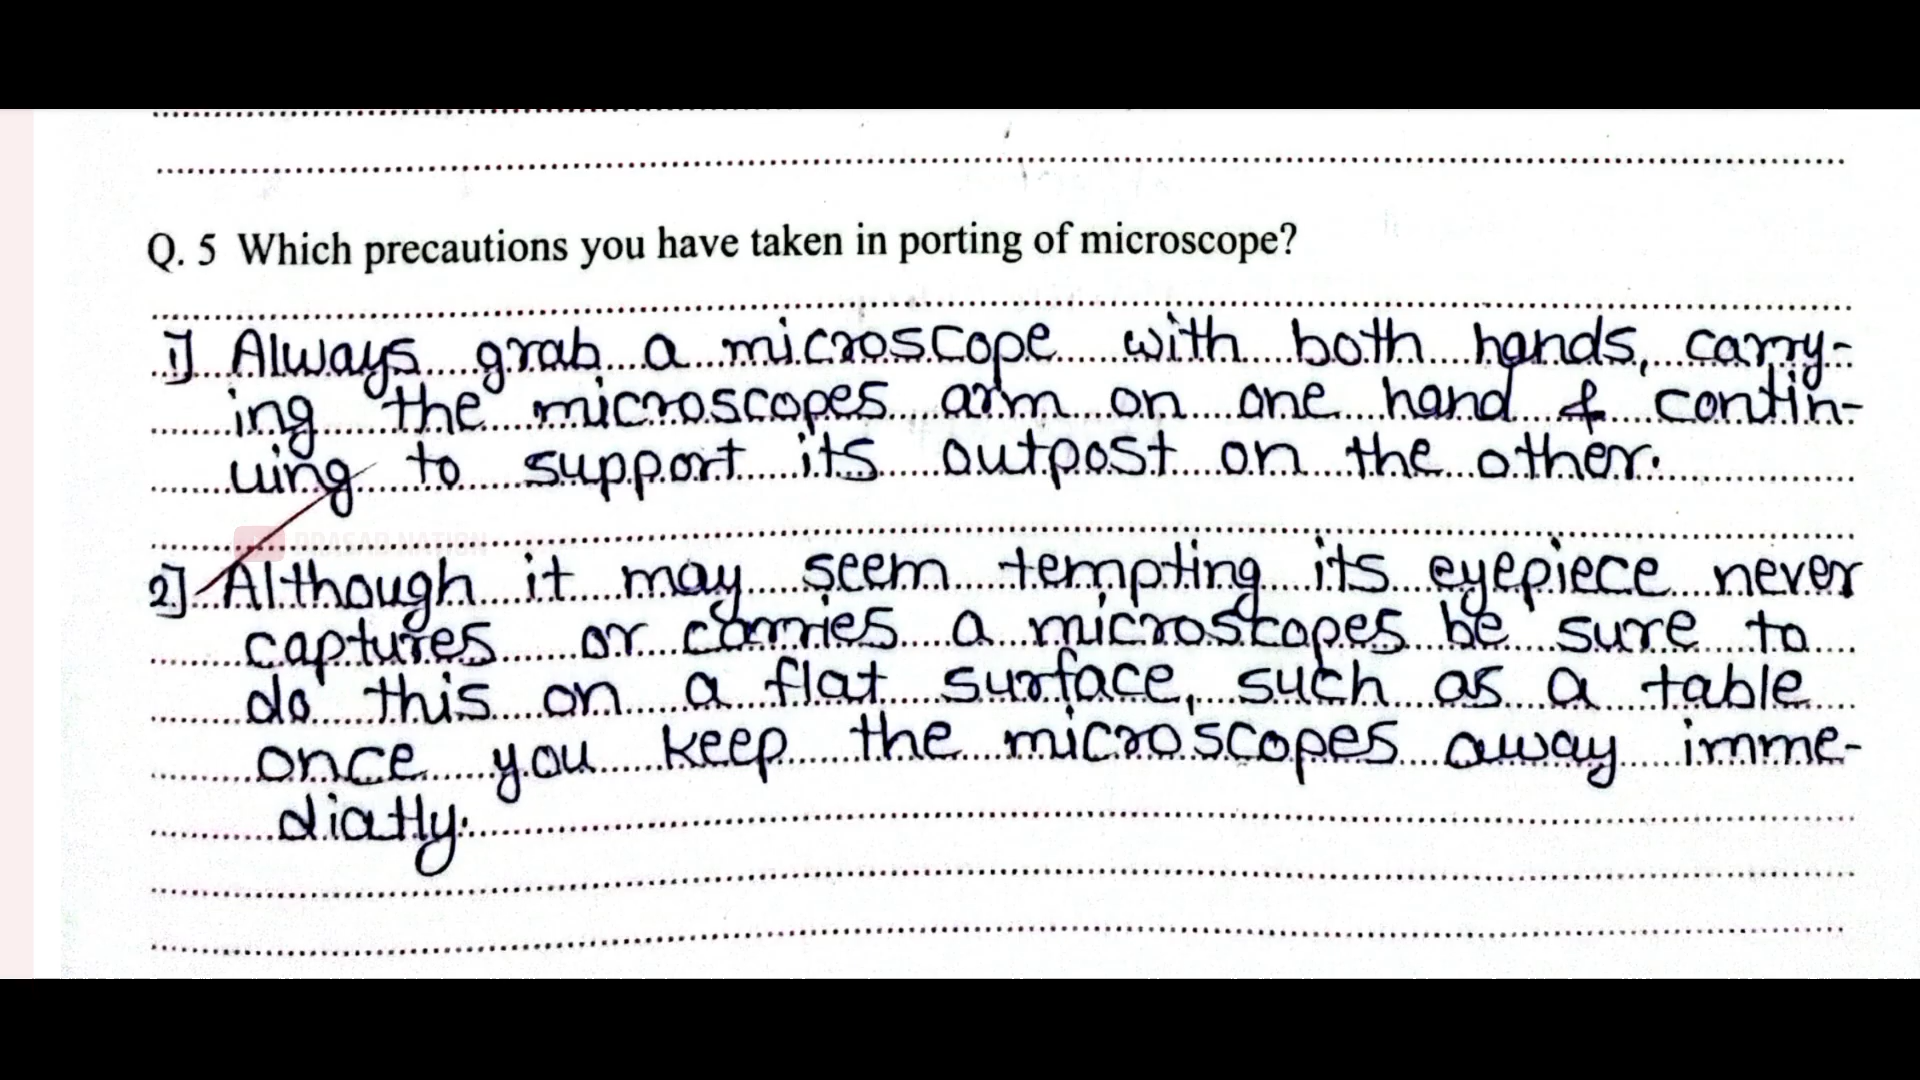 Q. 5 Which precautions you have taken in porting of microscope?
1] Always grab a microscope with both hands, carry-
ing the microscopes arm on one hand & contin-
uing to support its outpost on the other.
PRASAD NATION
2] Although it may seem tempting its eyepiece never
captures or carries a microscopes be sure to
do this on a flat surface, such as a table
once you keep the microscopes away imme-
diatly.